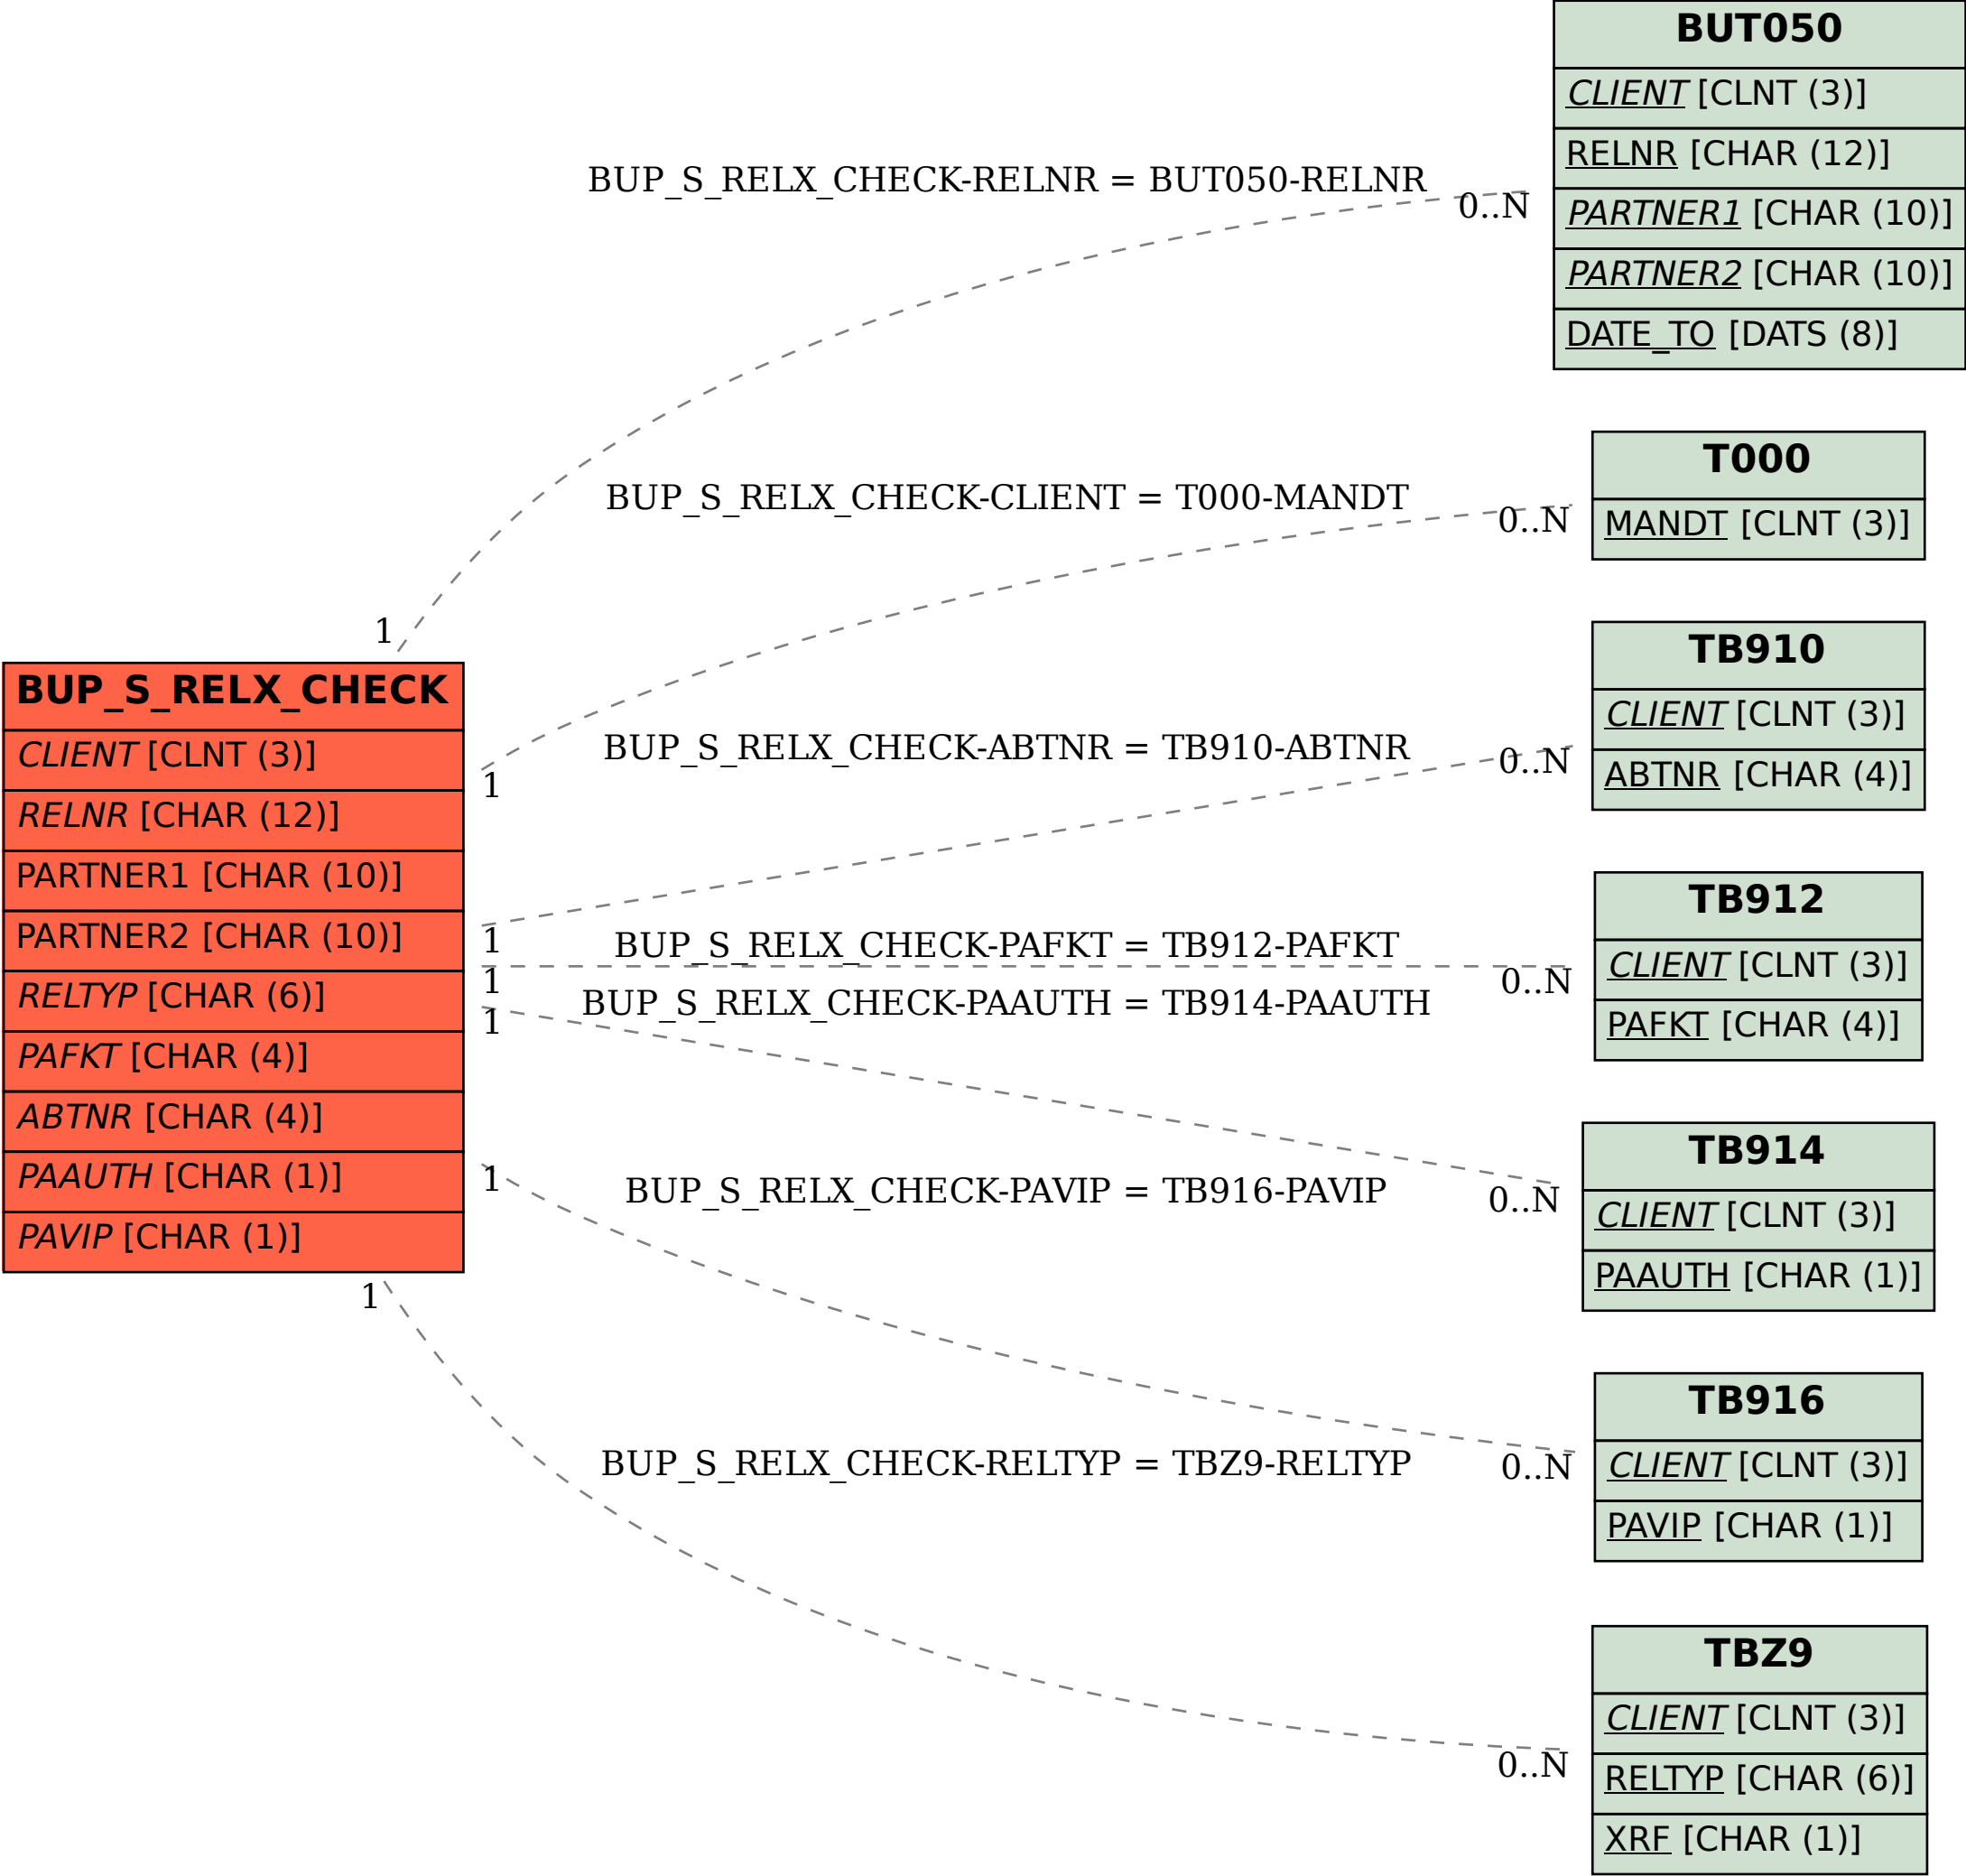 BUT050
CLIENT [CLNT (3)]
RELNR [CHAR (12)]
PARTNER1 [CHAR (10)]
PARTNER2 [CHAR (10)]
DATE_TO [DATS (8)]
BUP_S_RELX_CHECK-RELNR = BUT050-RELNR
0..N
1
T000
MANDT [CLNT (3)]
BUP_S_RELX_CHECK-CLIENT = T000-MANDT
0..N
1
TB910
CLIENT [CLNT (3)]
ABTNR [CHAR (4)]
BUP_S_RELX_CHECK-ABTNR = TB910-ABTNR
0..N
1
BUP_S_RELX_CHECK
CLIENT [CLNT (3)]
RELNR [CHAR (12)]
PARTNER1 [CHAR (10)]
PARTNER2 [CHAR (10)]
RELTYP [CHAR (6)]
PAFKT [CHAR (4)]
ABTNR [CHAR (4)]
PAAUTH [CHAR (1)]
PAVIP [CHAR (1)]
TB912
CLIENT [CLNT (3)]
PAFKT [CHAR (4)]
BUP_S_RELX_CHECK-PAFKT = TB912-PAFKT
0..N
1
BUP_S_RELX_CHECK-PAAUTH = TB914-PAAUTH
0..N
1
TB914
CLIENT [CLNT (3)]
PAAUTH [CHAR (1)]
BUP_S_RELX_CHECK-PAVIP = TB916-PAVIP
0..N
1
TB916
CLIENT [CLNT (3)]
PAVIP [CHAR (1)]
BUP_S_RELX_CHECK-RELTYP = TBZ9-RELTYP
0..N
1
TBZ9
CLIENT [CLNT (3)]
RELTYP [CHAR (6)]
XRF [CHAR (1)]